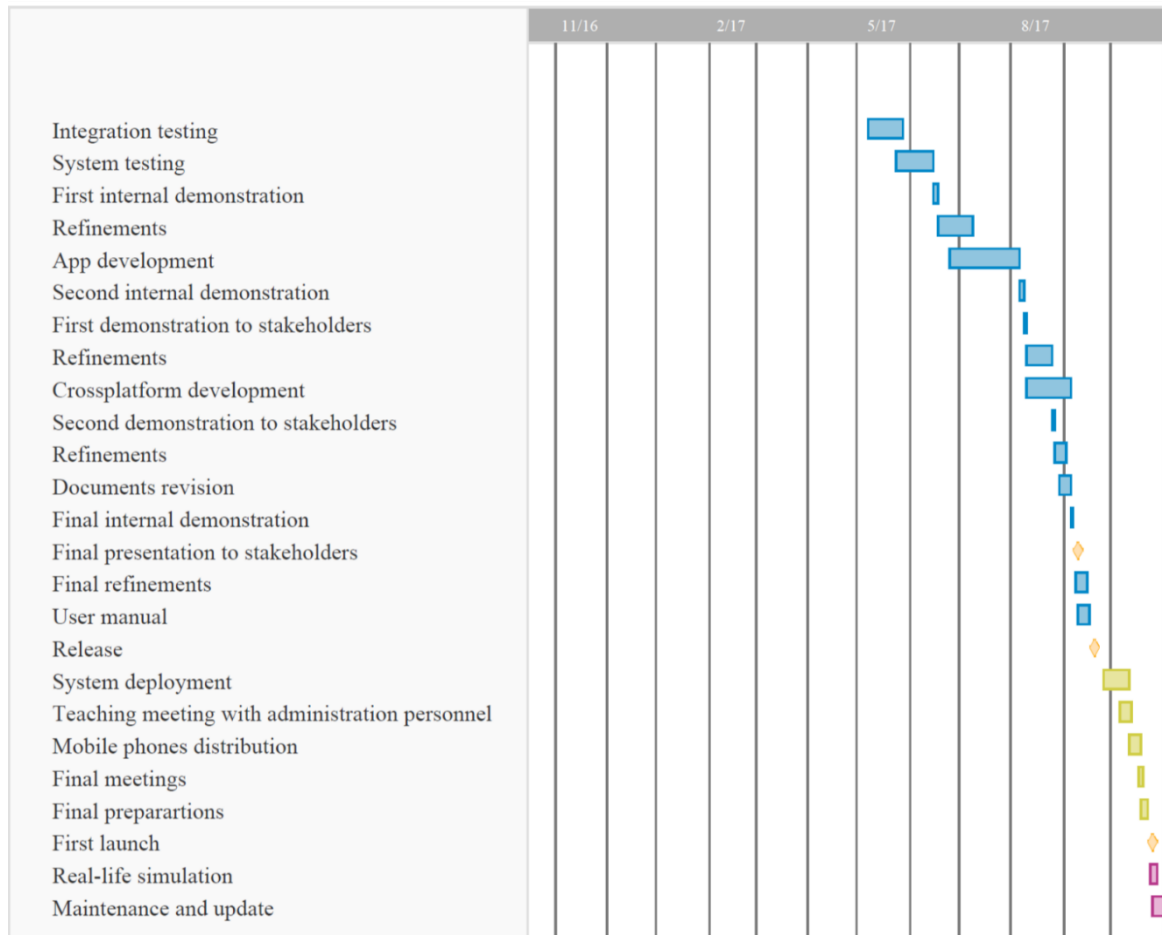 11/16 2/17 5/17 8/17
Integration testing
System testing
First internal demonstration
Refinements
App development
Second internal demonstration
First demonstration to stakeholders
Refinements
Crossplatform development
Second demonstration to stakeholders
Refinements
Documents revision
Final internal demonstration
Final presentation to stakeholders
Final refinements
User manual
Release
System deployment
Teaching meeting with administration personnel
Mobile phones distribution
Final meetings
Final preparartions
First launch
Real-life simulation
Maintenance and update